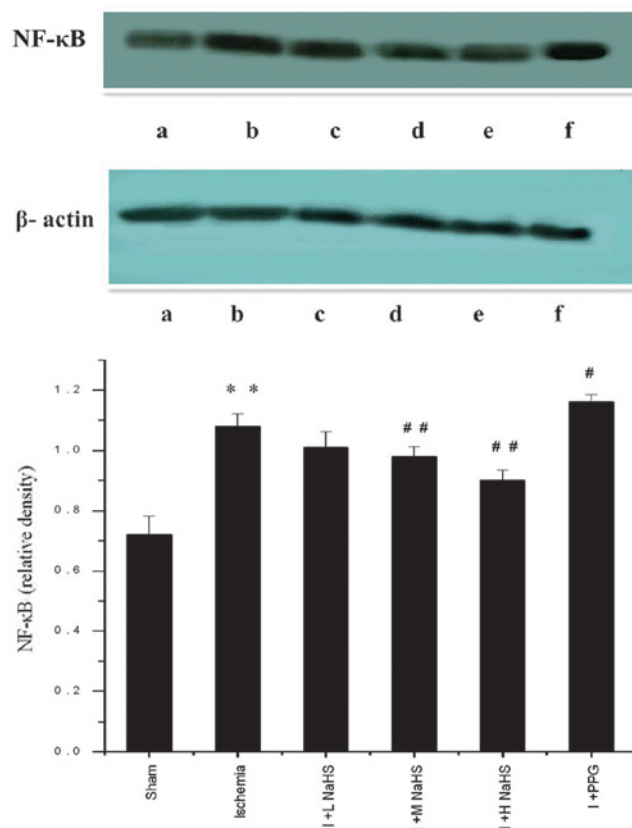 NF-κB
a b c d e f
β- actin
a b c d e f
NF-κB (relative density)
1.2
1.0
0.8
0.6
0.4
0.2
0.0
* *
# #
# #
#
Sham
Ischemia
I +L NaHS
I +M NaHS
I +H NaHS
I +PPG